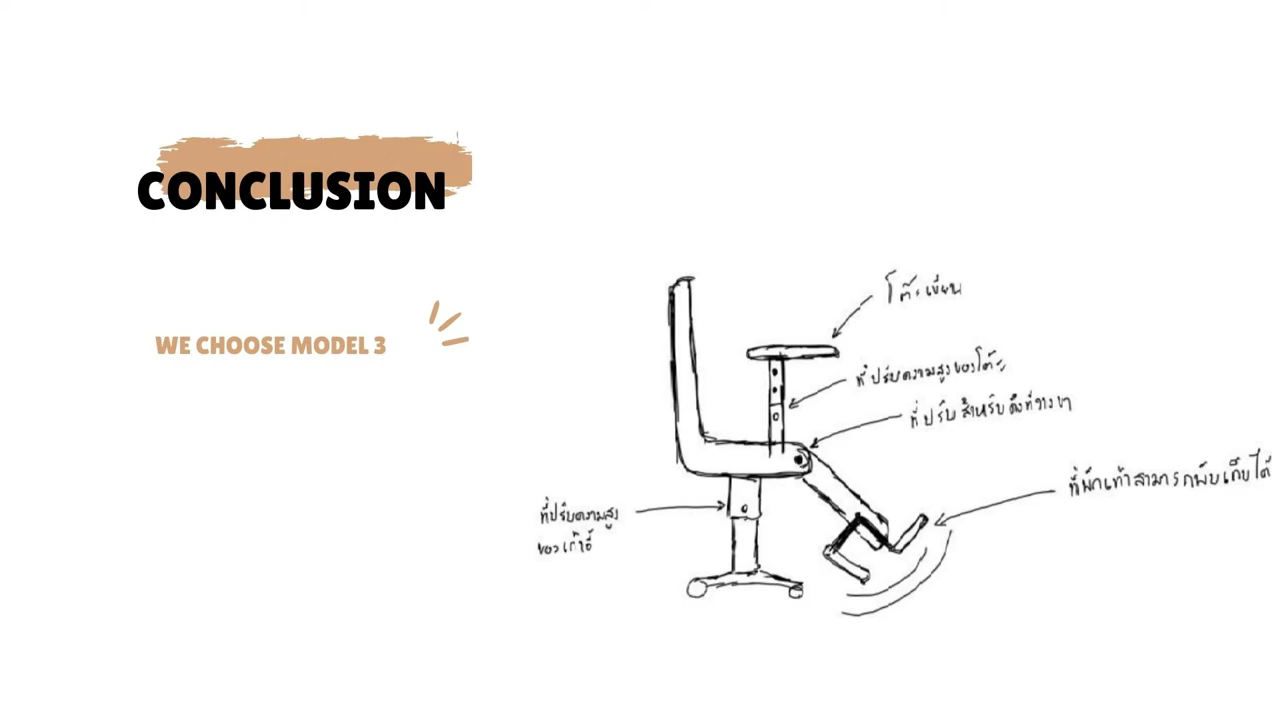 CONCLUSION
WE CHOOSE MODEL 3
โต๊ะเขียน
ที่ปรับความสูงของโต๊ะ
ที่ปรับสำหรับดึงที่วางขา
ที่พักเท้าสามารถพับเก็บได้
ที่ปรับความสูง
ของเก้าอี้